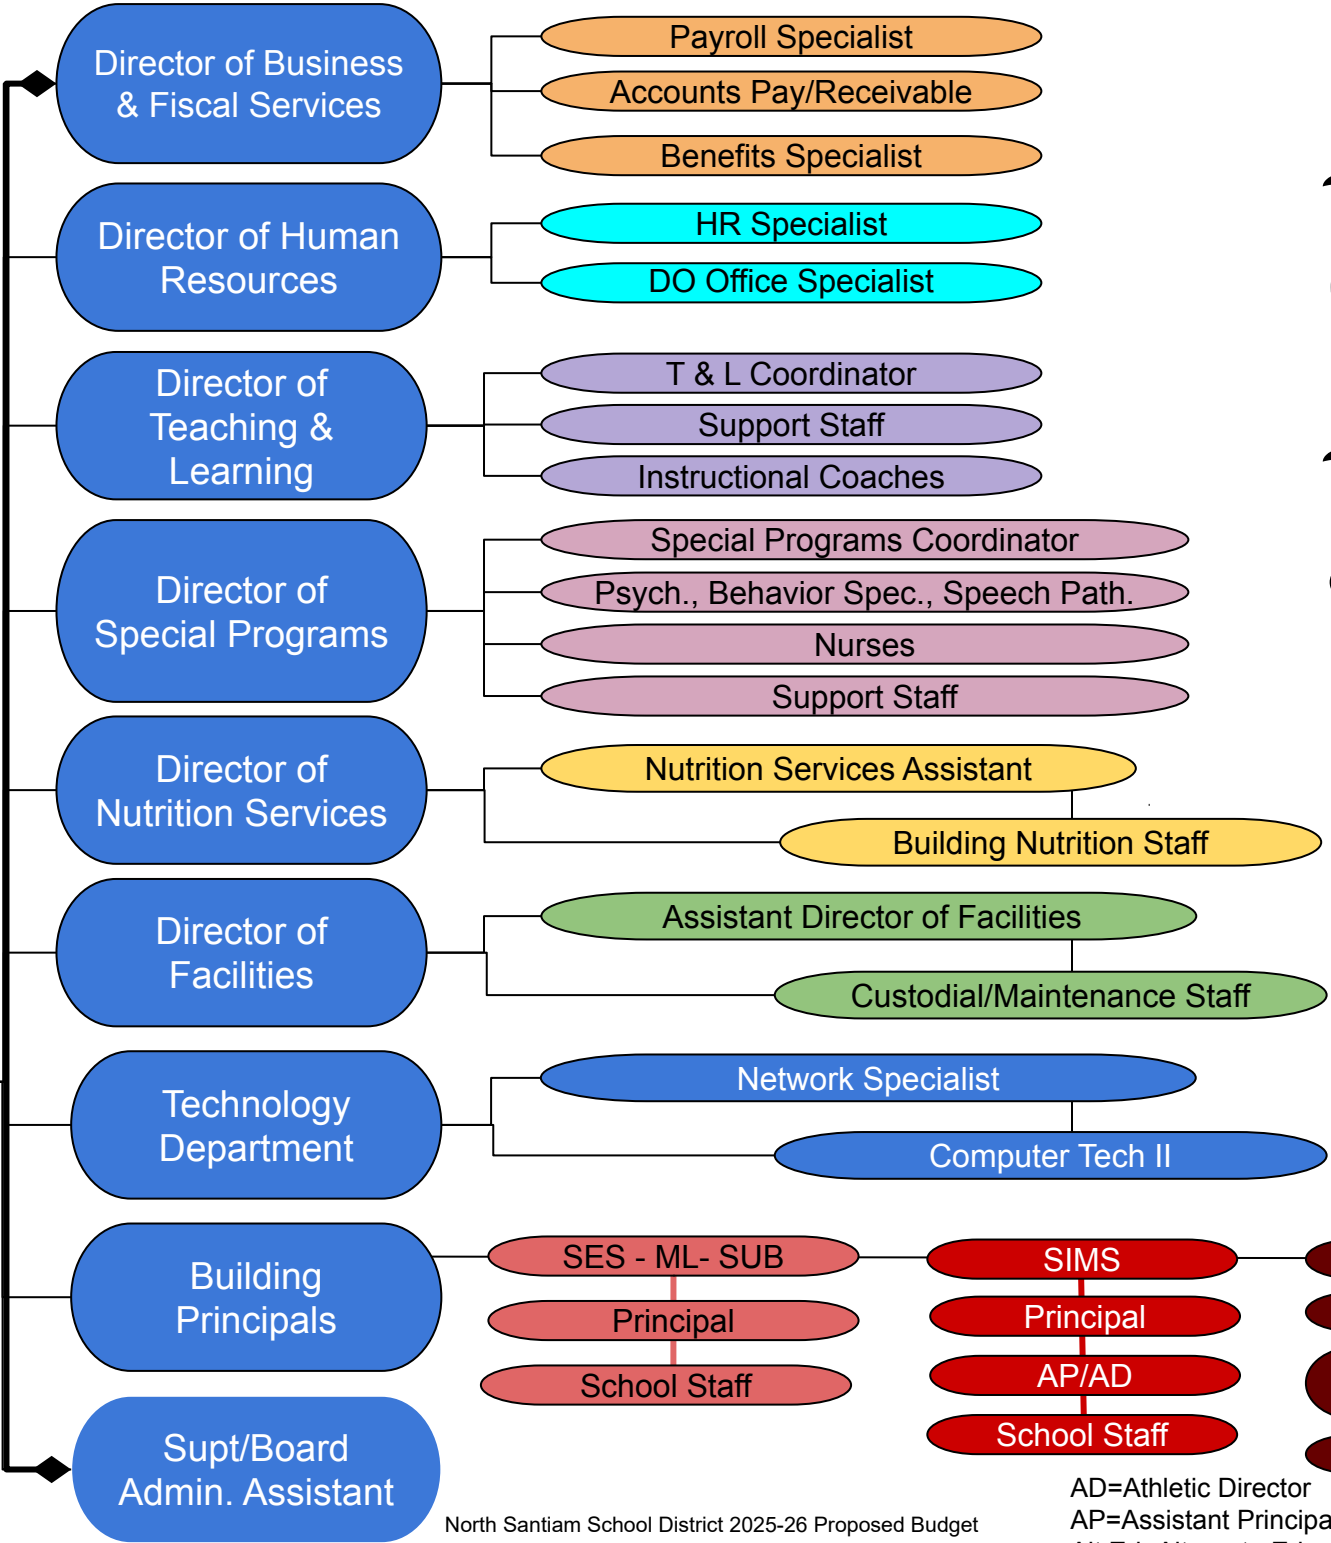 Director of Business
& Fiscal Services
Payroll Specialist
Accounts Pay/Receivable
Benefits Specialist
Director of Human
Resources
HR Specialist
DO Office Specialist
Director of
Teaching &
Learning
T & L Coordinator
Support Staff
Instructional Coaches
Director of
Special Programs
Special Programs Coordinator
Psych., Behavior Spec., Speech Path.
Nurses
Support Staff
Director of
Nutrition Services
Nutrition Services Assistant
Building Nutrition Staff
Director of
Facilities
Assistant Director of Facilities
Custodial/Maintenance Staff
Technology
Department
Network Specialist
Computer Tech II
Building
Principals
SES - ML- SUB
Principal
School Staff
SIMS
Principal
AP/AD
School Staff
Supt/Board
Admin. Assistant
North Santiam School District 2025-26 Proposed Budget
AD=Athletic Director
AP=Assistant Principa